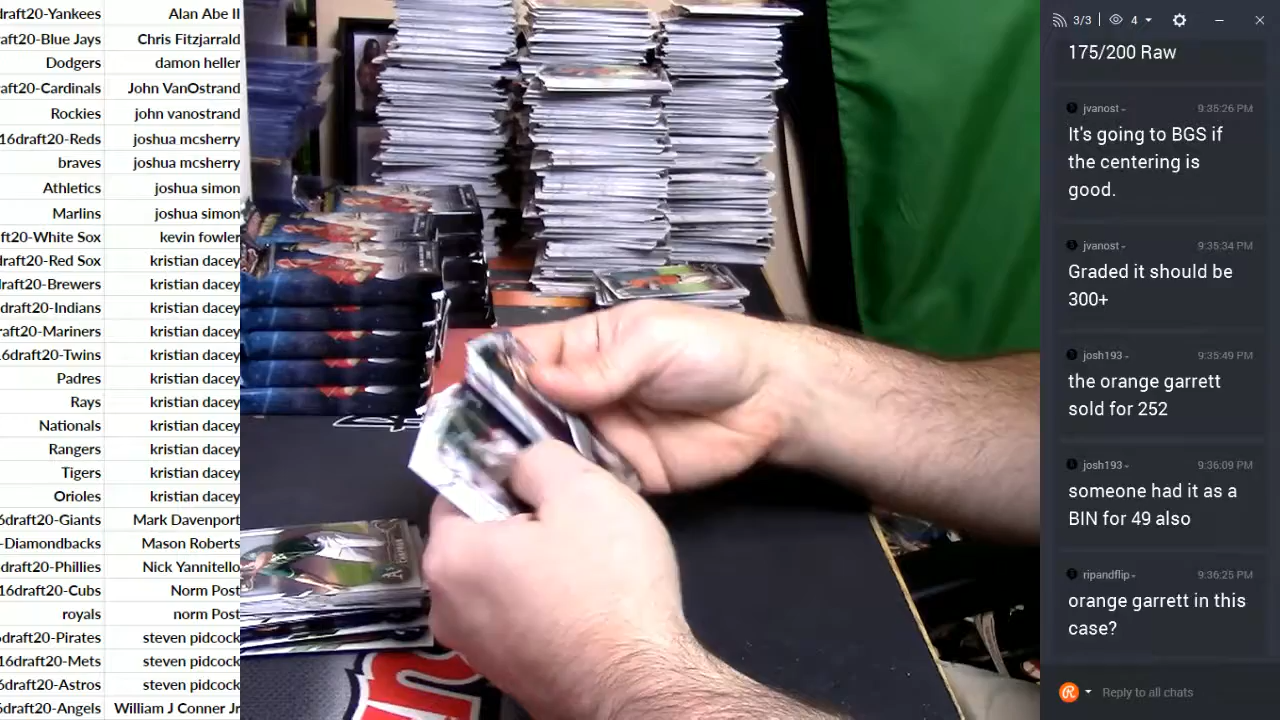 draft20-Yankees Alan Abe II
aft20-Blue Jays Chris Fitzjarrald
Dodgers damon heller
raft20-Cardinals John VanOstrand
Rockies john vanostrand
16draft20-Reds joshua mcsherry
braves joshua mcsherry
Athletics joshua simon
Marlins joshua simon
ft20-White Sox kevin fowler
draft20-Red Sox kristian dacey
draft20-Brewers kristian dacey
draft20-Indians kristian dacey
raft20-Mariners kristian dacey
16draft20-Twins kristian dacey
Padres kristian dacey
Rays kristian dacey
Nationals kristian dacey
Rangers kristian dacey
Tigers kristian dacey
Orioles kristian dacey
6draft20-Giants Mark Davenport
-Diamondbacks Mason Roberts
draft20-Phillies Nick Yannitello
16draft20-Cubs Norm Post
royals norm Post
draft20-Pirates steven pidcock
16draft20-Mets steven pidcock
6draft20-Astros steven pidcock
6draft20-Angels William J Conner Jr
3/3 4
175/200 Raw
jvanost 9:35:26 PM
It's going to BGS if
the centering is
good.
jvanost 9:35:34 PM
Graded it should be
300+
josh193 9:35:49 PM
the orange garrett
sold for 252
josh193 9:36:09 PM
someone had it as a
BIN for 49 also
ripandflip 9:36:25 PM
orange garrett in this
case?
Reply to all chats